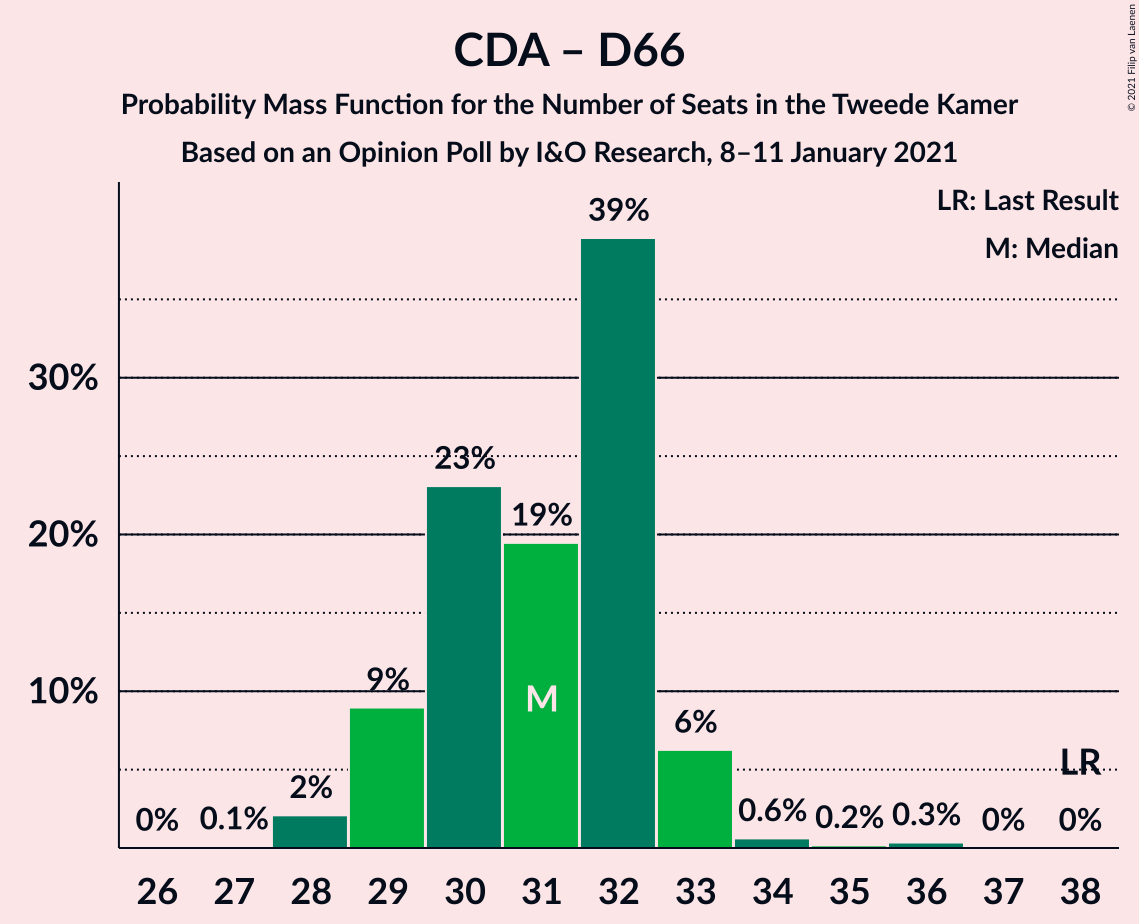 CDA – D66
Probability Mass Function for the Number of Seats in the Tweede Kamer
Based on an Opinion Poll by I&O Research, 8–11 January 2021
© 2021 Filip van Laenen
LR: Last Result
M: Median
39%
30%
23%
19%
20%
9%
10%
M
6%
LR
2%
0%
0.1%
0.6%
0.2%
0.3%
0%
0%
26 27 28 29 30 31 32 33 34 35 36 37 38